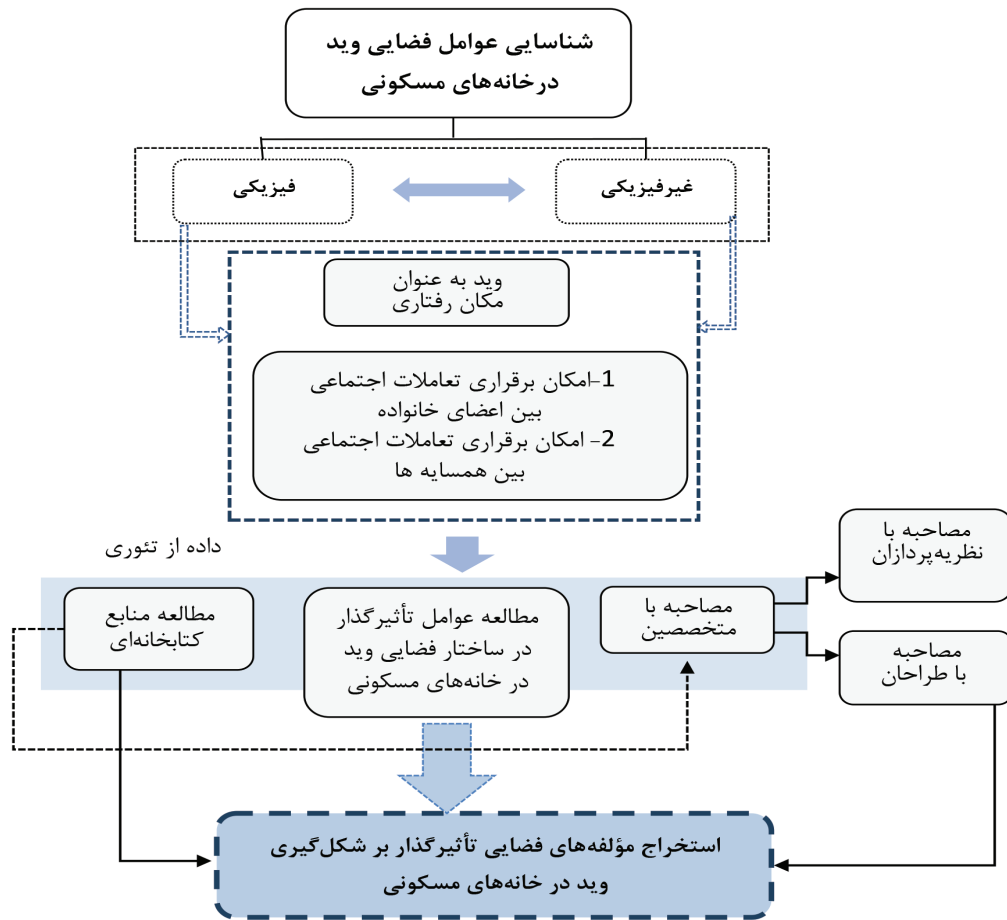 شناسایی عوامل فضایی وید
درخانه‌های مسکونی
غیرفیزیکی
فیزیکی
وید به عنوان
مکان رفتاری
1-امکان برقراری تعاملات اجتماعی
بین اعضای خانواده
2- امکان برقراری تعاملات اجتماعی
بین همسایه ها
داده از تئوری
مصاحبه با
نظریه‌پردازان
مصاحبه با
متخصصین
مطالعه عوامل تأثیرگذار
در ساختار فضایی وید
در خانه‌های مسکونی
مطالعه منابع
کتابخانه‌ای
مصاحبه
با طراحان
استخراج مؤلفه‌های فضایی تأثیرگذار بر شکل‌گیری
وید در خانه‌های مسکونی